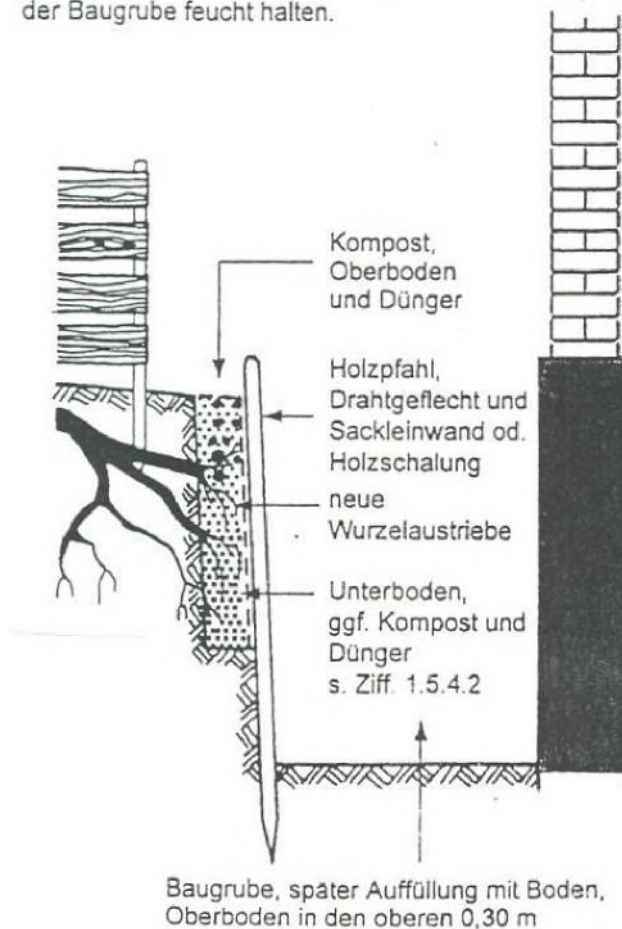 der Baugrube feucht halten.
Kompost,
Oberboden
und Dünger
Holzpfahl,
Drahtgeflecht und
Sackleinwand od.
Holzschalung
neue
Wurzelaustriebe
Unterboden,
ggf. Kompost und
Dünger
s. Ziff. 1.5.4.2
Baugrube, später Auffüllung mit Boden,
Oberboden in den oberen 0,30 m